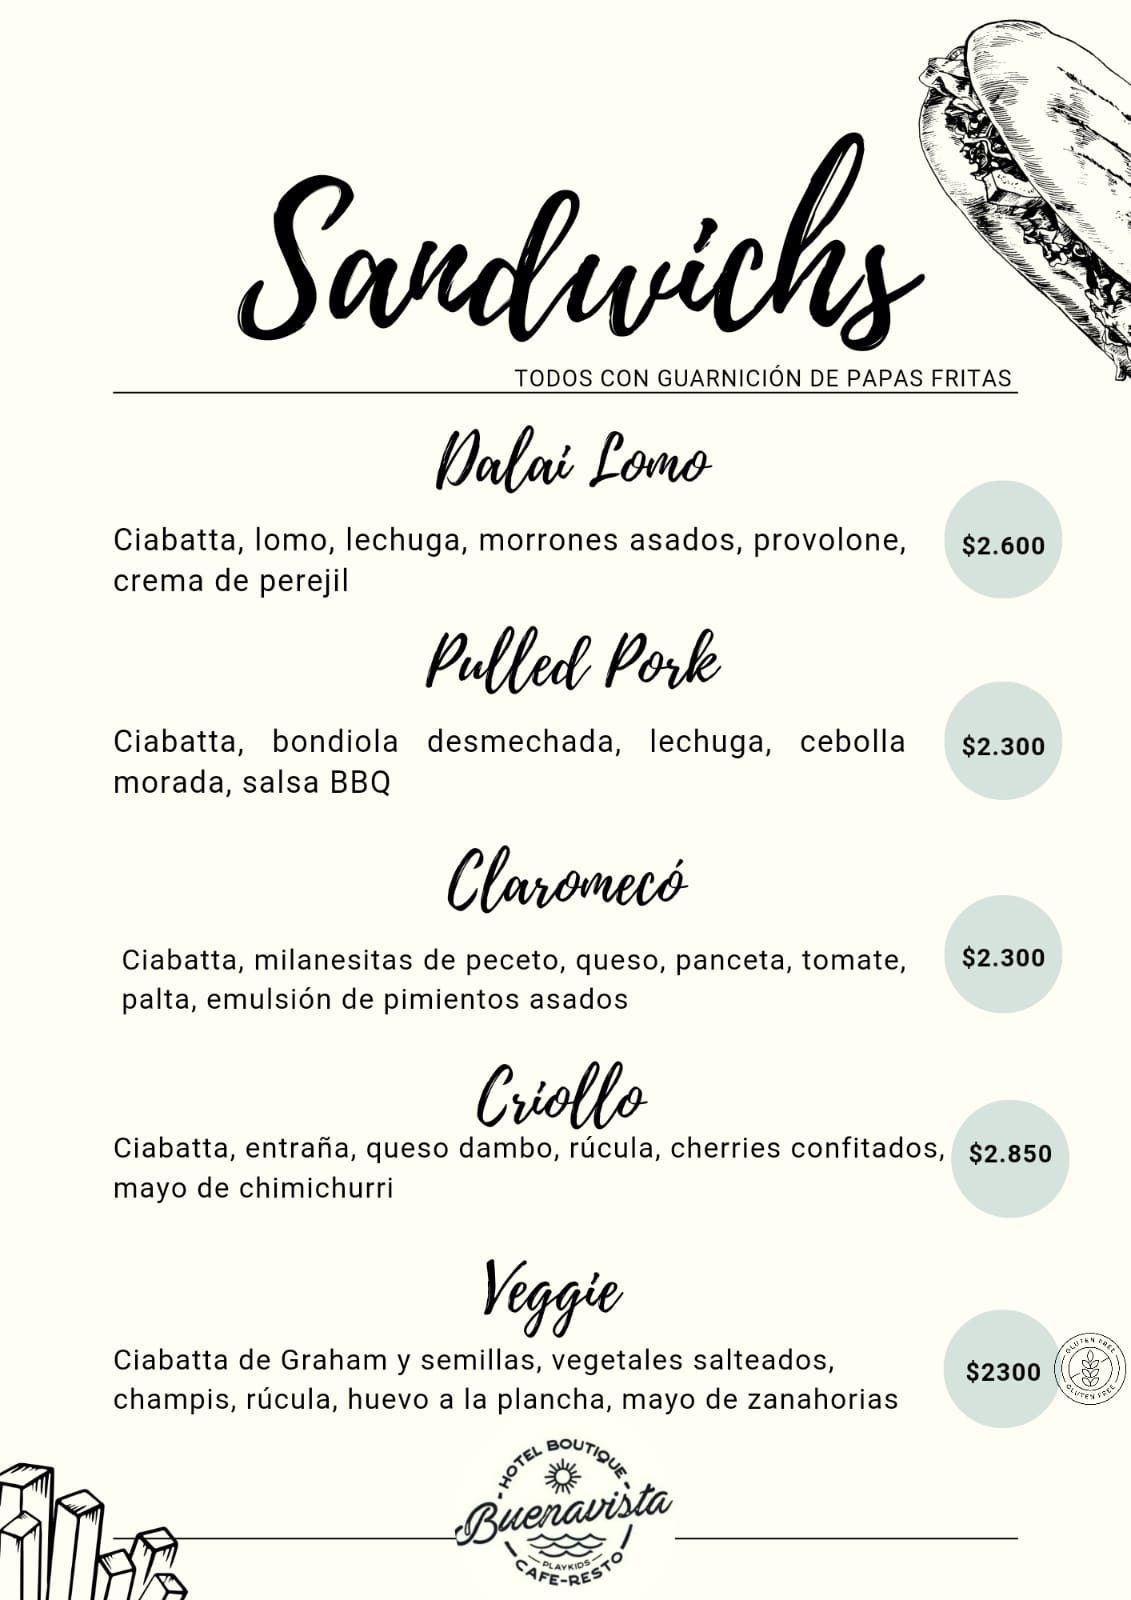 Sandwichs
TODOS CON GUARNICIÓN DE PAPAS FRITAS
Dalai Lomo
Ciabatta, lomo, lechuga, morrones asados, provolone,
crema de perejil
$2.600
Pulled Pork
Ciabatta, bondiola desmechada, lechuga, cebolla
morada, salsa BBQ
$2.300
Claromecó
Ciabatta, milanesitas de peceto, queso, panceta, tomate,
palta, emulsión de pimientos asados
$2.300
Criollo
Ciabatta, entraña, queso dambo, rúcula, cherries confitados,
mayo de chimichurri
$2.850
Veggie
Ciabatta de Graham y semillas, vegetales salteados,
champis, rúcula, huevo a la plancha, mayo de zanahorias
$2300
GLUTEN FREE
GLUTEN FREE
HOTEL BOUTIQUE
Buenavista
PLAYKIDS
CAFE-RESTO